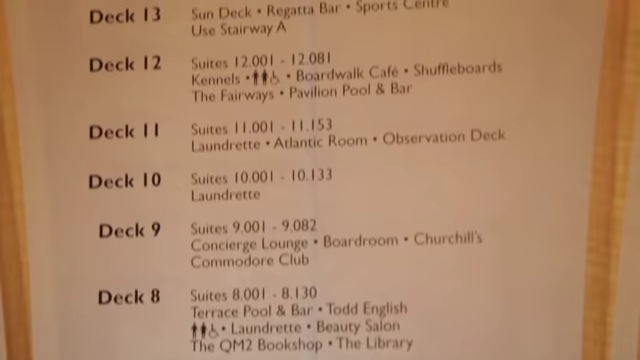 Deck 13 Sun Deck • Regatta Bar • Sports Centre
Use Stairway A
Deck 12 Suites 12.001 - 12.081
Kennels • • Boardwalk Cafe • Shuffleboards
The Fairways • Pavilion Pool & Bar
Deck 11 Suites 11.001 - 11.153
Laundrette • Atlantic Room • Observation Deck
Deck 10 Suites 10.001 - 10.133
Laundrette
Deck 9 Suites 9.001 - 9.082
Concierge Lounge • Boardroom • Churchill's
Commodore Club
Deck 8 Suites 8.001 - 8.130
Terrace Pool & Bar • Todd English
• Laundrette • Beauty Salon
The QM2 Bookshop • The Library